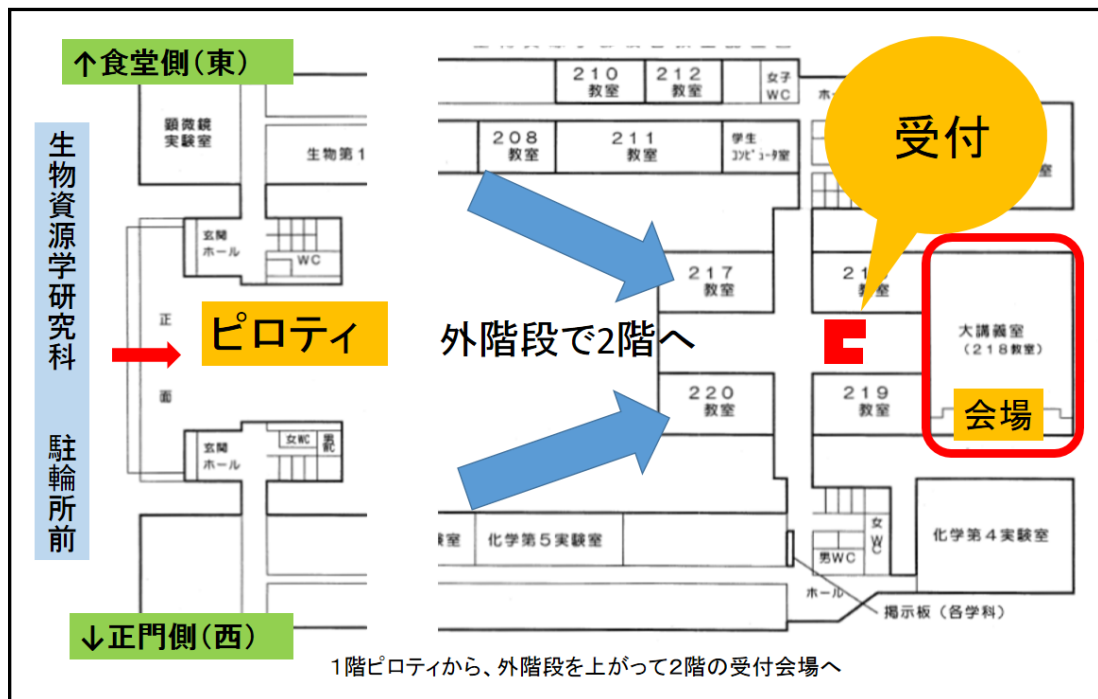 ↑食堂側(東)
顕微鏡
実験室
生物第1
生物資源学研究科 駐輪所前
玄関
ホール
WC
正面
ピロティ
玄関
ホール
女WC
男WC
↓正門側(西)
210
教室
212
教室
女子
WC
208
教室
211
教室
学生
コンピュータ室
受付
217
教室
教室
外階段で2階へ
大講義室
(218教室)
220
教室
219
教室
会場
験室
化学第5実験室
女WC
男WC
化学第4実験室
ホール
掲示板(各学科)
1階ピロティから、外階段を上がって2階の受付会場へ